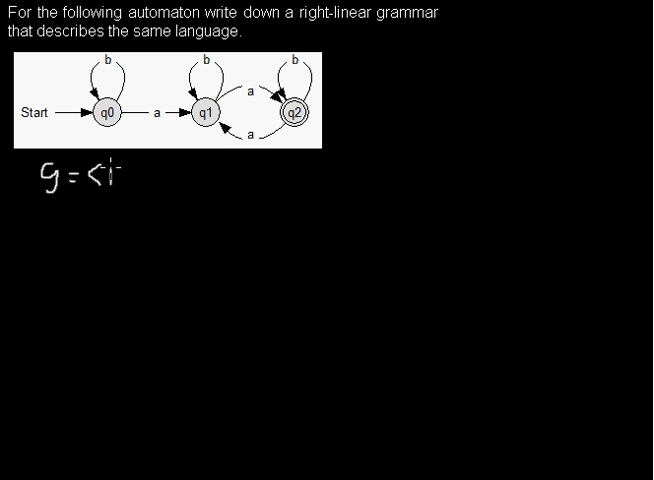 For the following automaton write down a right-linear grammar
that describes the same language.
b b b
a
Start q0 a q1 q2
a
G = <